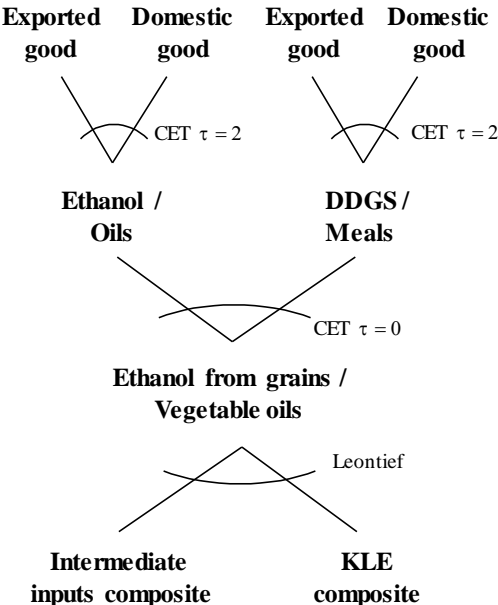 Exported Domestic Exported Domestic
good good good good
CET τ = 2 CET τ = 2
Ethanol / DDGS /
Oils Meals
CET τ = 0
Ethanol from grains /
Vegetable oils
Leontief
Intermediate KLE
inputs composite composite